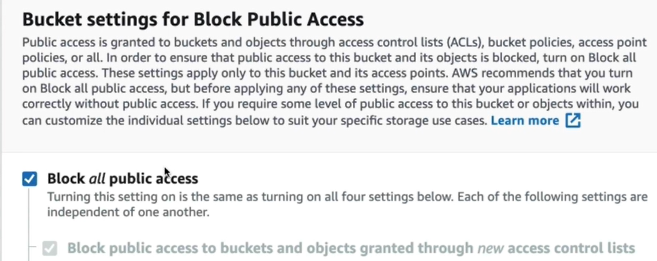 Bucket settings for Block Public Access
Public access is granted to buckets and objects through access control lists (ACLs), bucket policies, access point
policies, or all. In order to ensure that public access to this bucket and its objects is blocked, turn on Block all
public access. These settings apply only to this bucket and its access points. AWS recommends that you turn
on Block all public access, but before applying any of these settings, ensure that your applications will work
correctly without public access. If you require some level of public access to this bucket or objects within, you
can customize the individual settings below to suit your specific storage use cases. Learn more
Block all public access
Turning this setting on is the same as turning on all four settings below. Each of the following settings are
independent of one another.
Block public access to buckets and objects granted through new access control lists